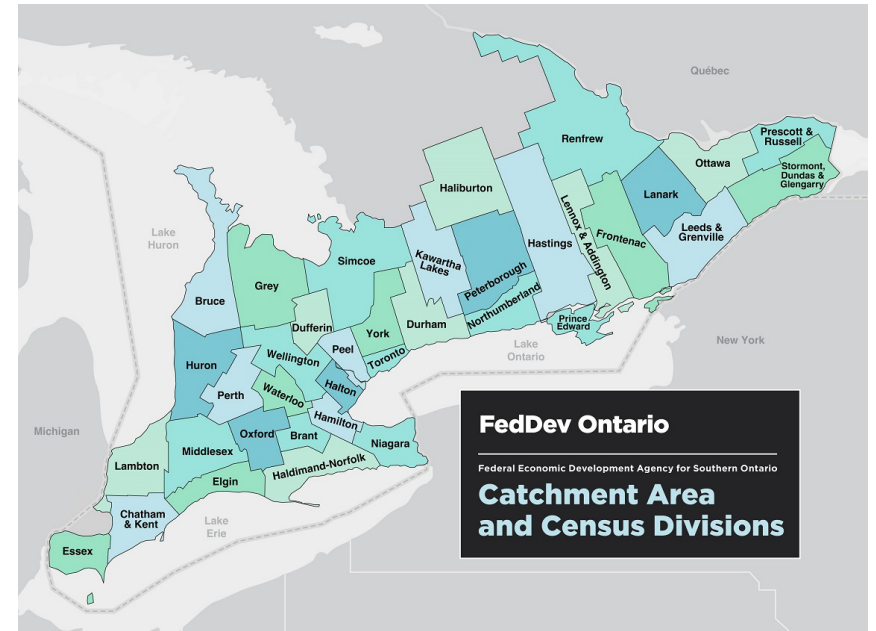 Québec
Renfrew
Prescott &
Russell
Ottawa
Stormont,
Dundas &
Glengarry
Haliburton
Lanark
Lennox & Addington
Leeds &
Grenville
Lake
Huron
Frontenac
Hastings
Simcoe
Kawartha
Lakes
Peterborough
Grey
Bruce
Northumberland
Prince
Edward
Dufferin
York
Durham
New York
Lake
Ontario
Peel
Toronto
Wellington
Huron
Halton
Perth
Waterloo
Hamilton
Michigan
Oxford
Brant
Niagara
Middlesex
Lambton
Haldimand-Norfolk
Elgin
Chatham
& Kent
Lake
Erie
Essex
FedDev Ontario
Federal Economic Development Agency for Southern Ontario
Catchment Area
and Census Divisions